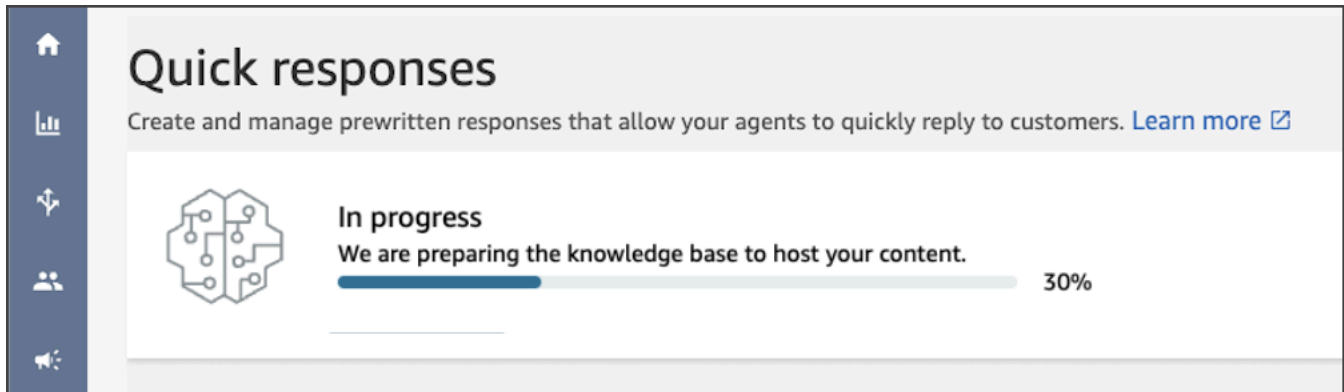 Quick responses
Create and manage prewritten responses that allow your agents to quickly reply to customers. Learn more
In progress
We are preparing the knowledge base to host your content.
30%